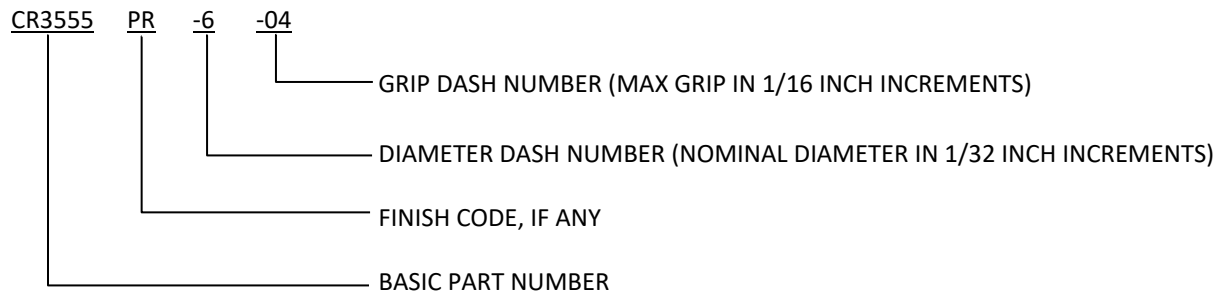 CR3555 PR -6 -04
GRIP DASH NUMBER (MAX GRIP IN 1/16 INCH INCREMENTS)
DIAMETER DASH NUMBER (NOMINAL DIAMETER IN 1/32 INCH INCREMENTS)
FINISH CODE, IF ANY
BASIC PART NUMBER